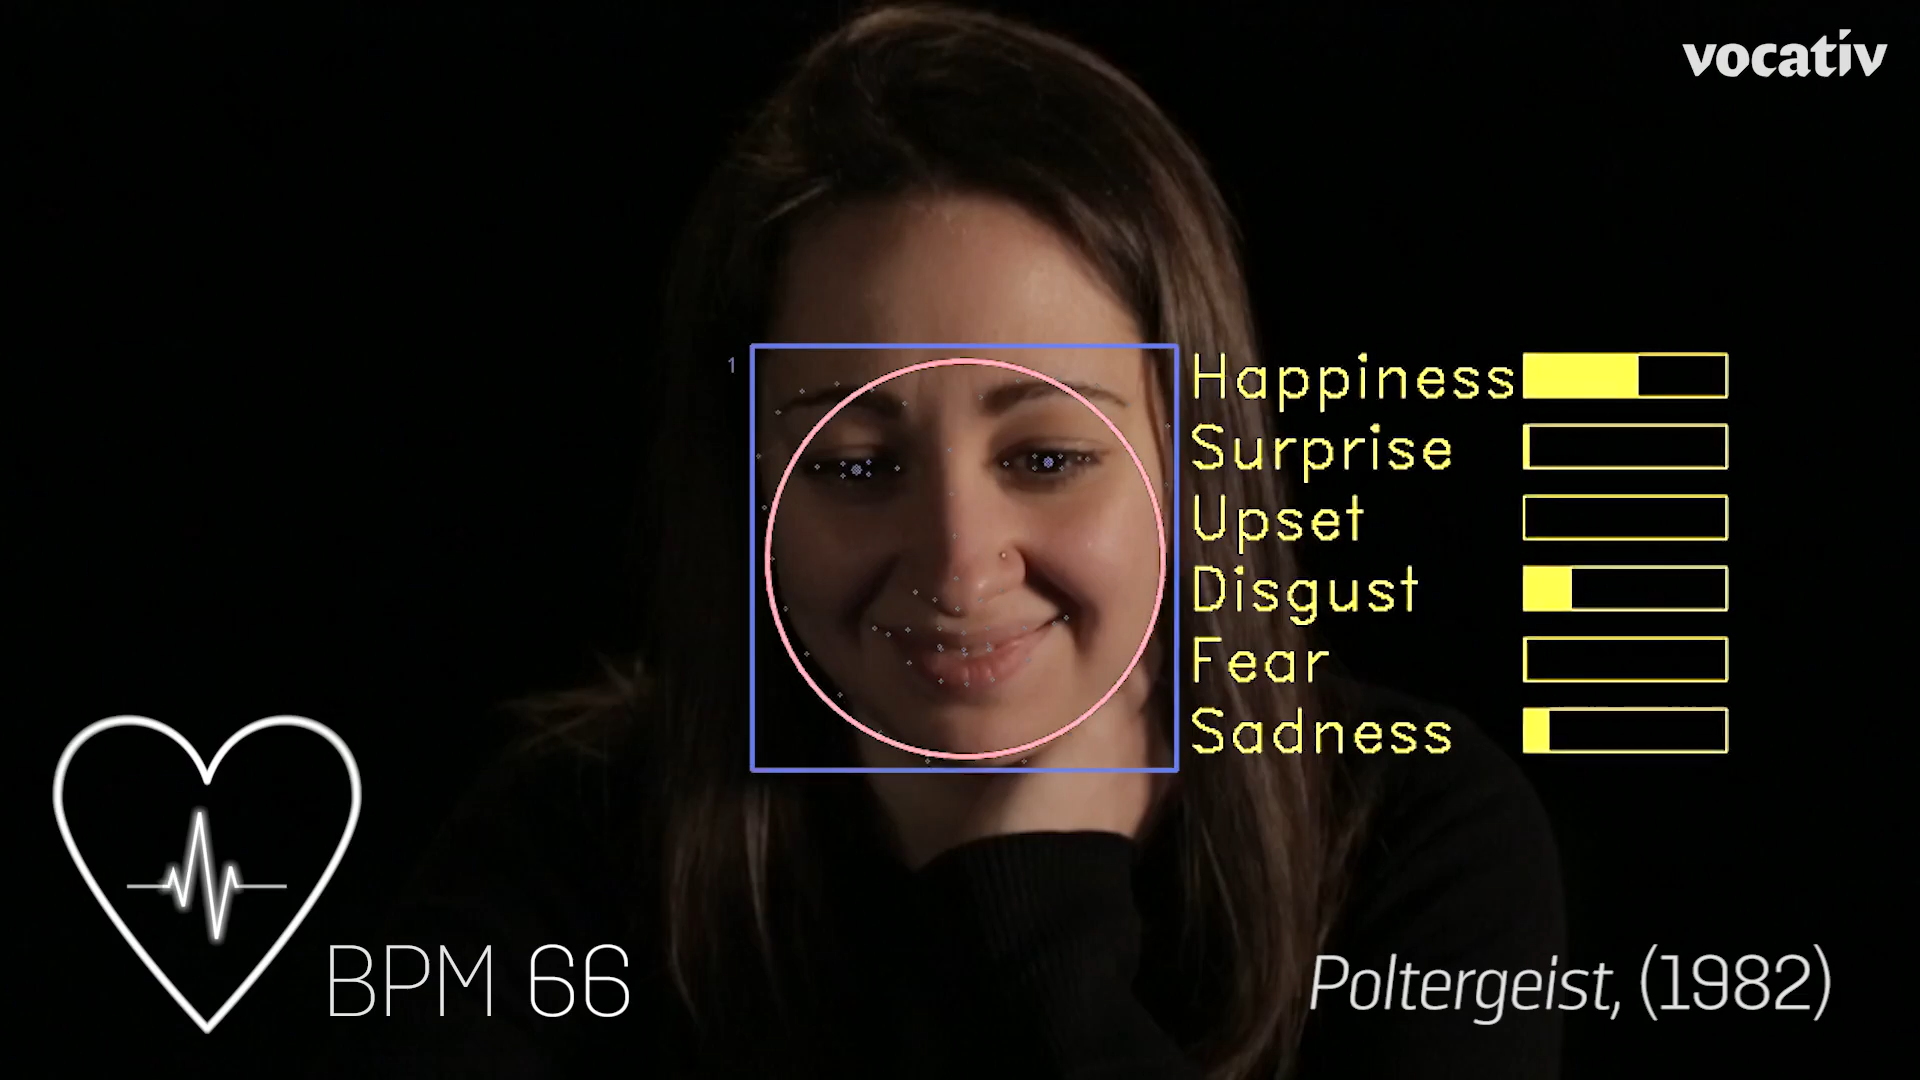 vocativ
1
Happiness
Surprise
Upset
Disgust
Fear
Sadness
BPM 66
Poltergeist, (1982)